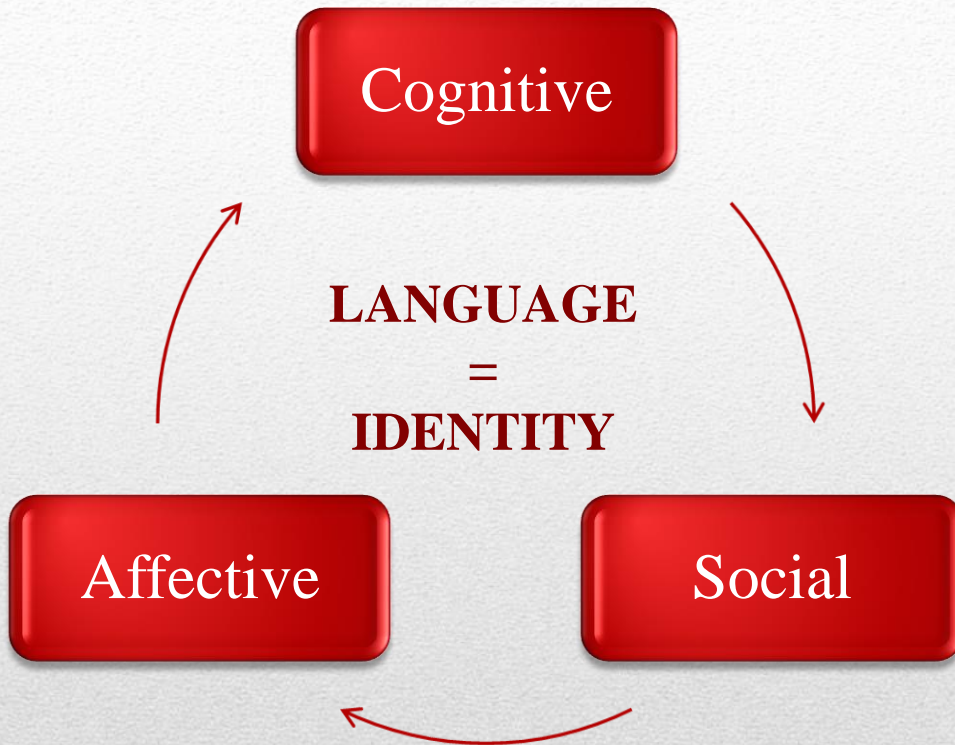 Cognitive
LANGUAGE
=
IDENTITY
Affective
Social